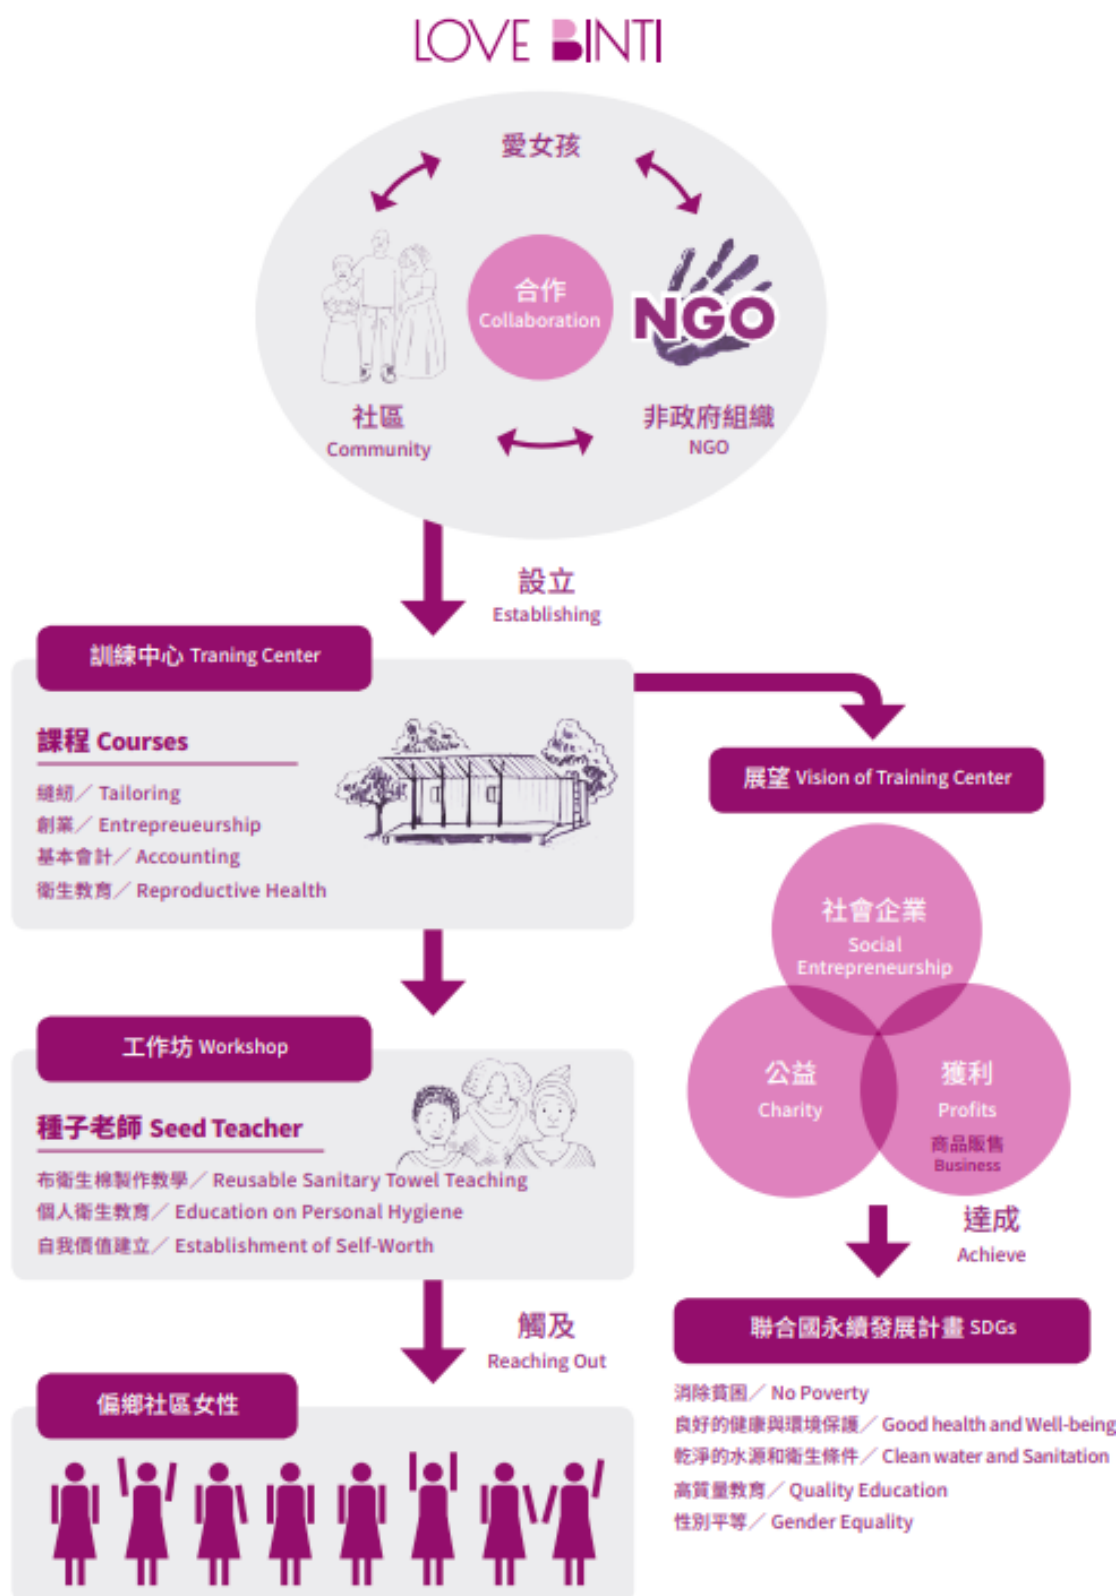 LOVE BINTI
愛女孩
合作
Collaboration
NGO
社區
Community
非政府組織
NGO
設立
Establishing
訓練中心 Traning Center
課程 Courses
縫紉／ Tailoring
創業／ Entrepreueurship
基本會計／ Accounting
衛生教育／ Reproductive Health
展望 Vision of Training Center
社會企業
Social
Entrepreneurship
公益
Charity
獲利
Profits
商品販售
Business
工作坊 Workshop
種子老師 Seed Teacher
布衛生棉製作教學／ Reusable Sanitary Towel Teaching
個人衛生教育／ Education on Personal Hygiene
自我價值建立／ Establishment of Self-Worth
達成
Achieve
觸及
Reaching Out
聯合國永續發展計畫 SDGs
消除貧困／ No Poverty
良好的健康與環境保護／ Good health and Well-being
乾淨的水源和衛生條件／ Clean water and Sanitation
高質量教育／ Quality Education
性別平等／ Gender Equality
偏鄉社區女性